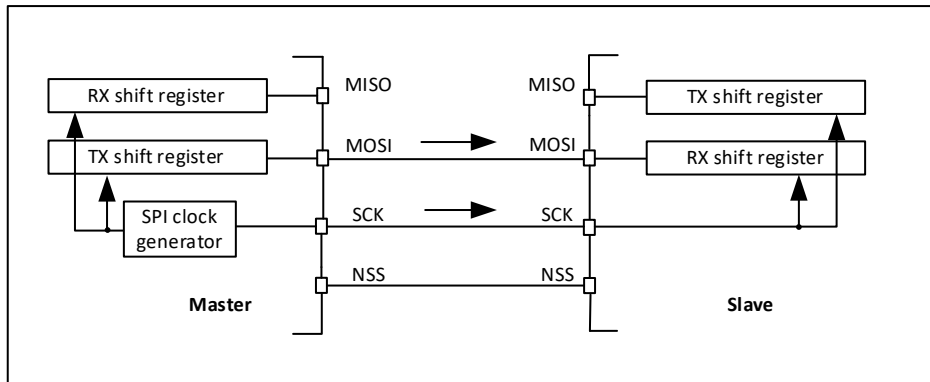 MISO MISO
RX shift register TX shift register
MOSI MOSI
TX shift register RX shift register
SCK SCK
SPI clock
generator
NSS NSS
Master Slave